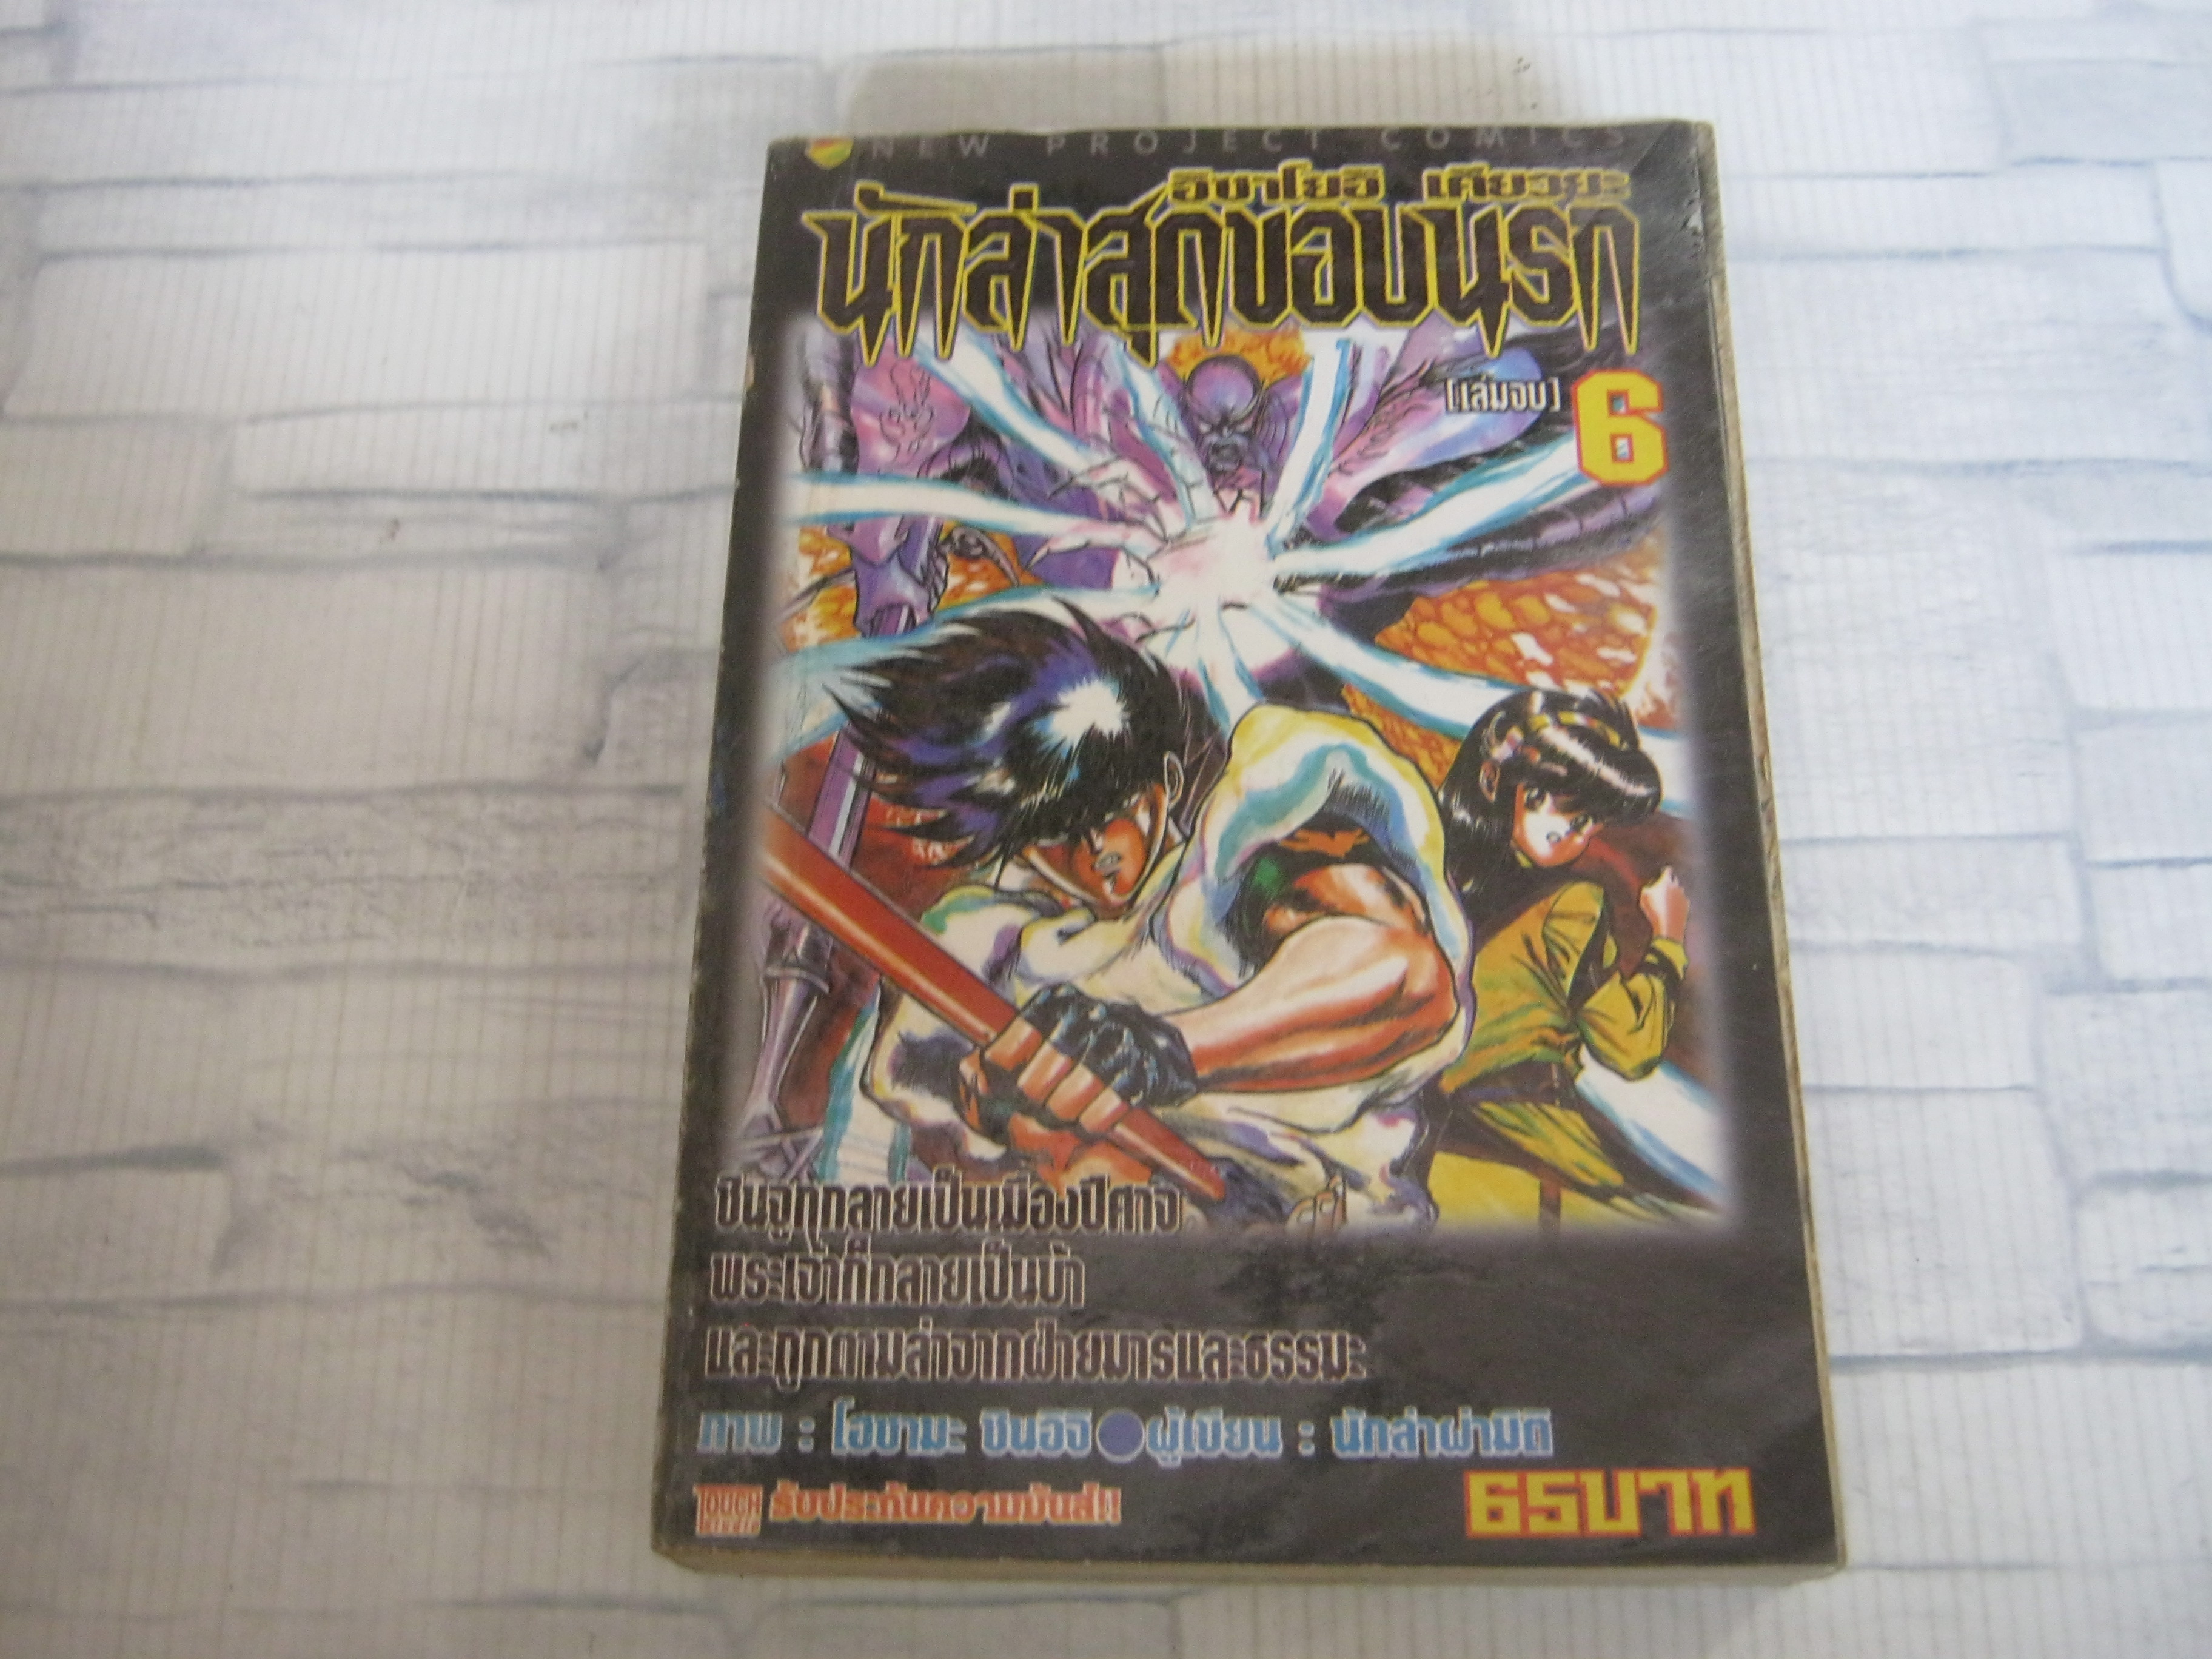 NEW PROJECT COMICS
อิซาโยอิ เคียวยะ
นักล่าสุดขอบนรก
[เล่มจบ] 6
ชินจูกุกลายเป็นเมืองปีศาจ
พระเจ้าก็กลายเป็นบ้า
และถูกตามล่าจากฝ่ายมารและธรรมะ
ภาพ : โฮซามะ ชินอิจิ ● ผู้เขียน : นักล่าฝ่ามิติ
TOUCH รับประกันความมันส์!!
65บาท